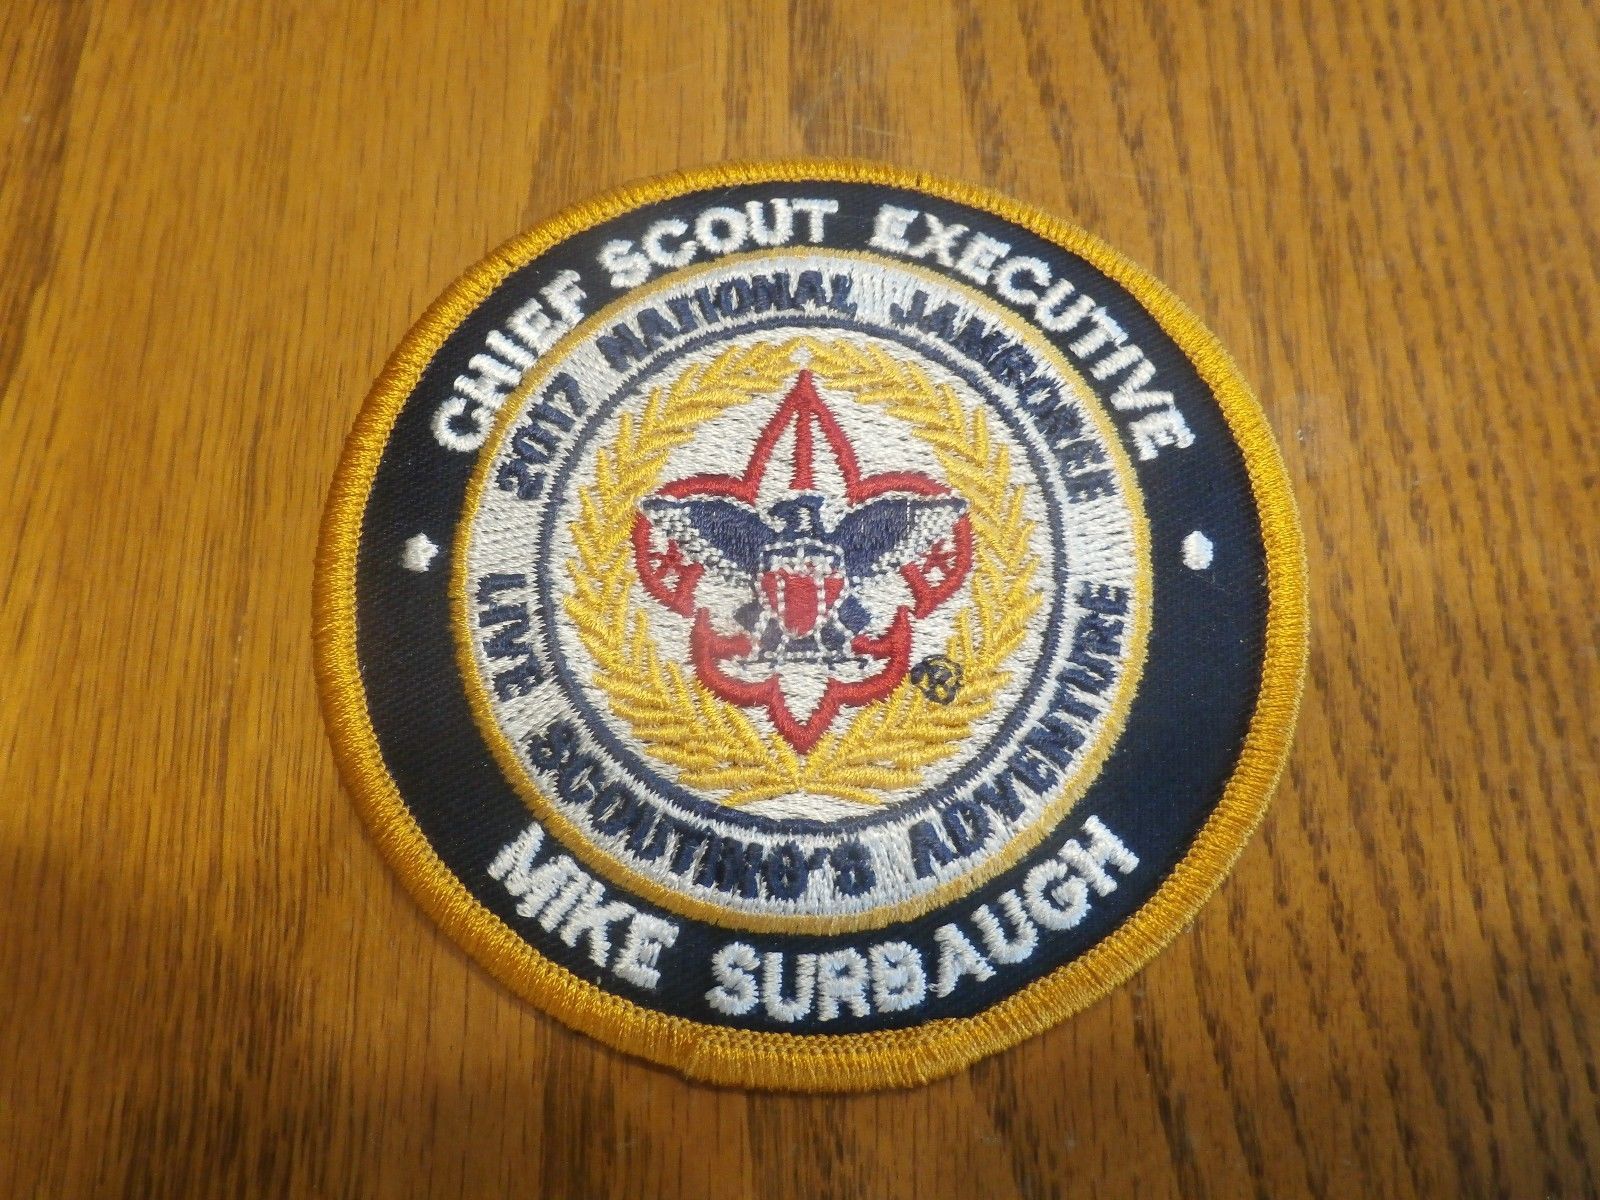 CHIEF SCOUT EXECUTIVE
2017 NATIONAL JAMBOREE
LIVE SCOUTING'S ADVENTURE
MIKE SURBAUGH
®